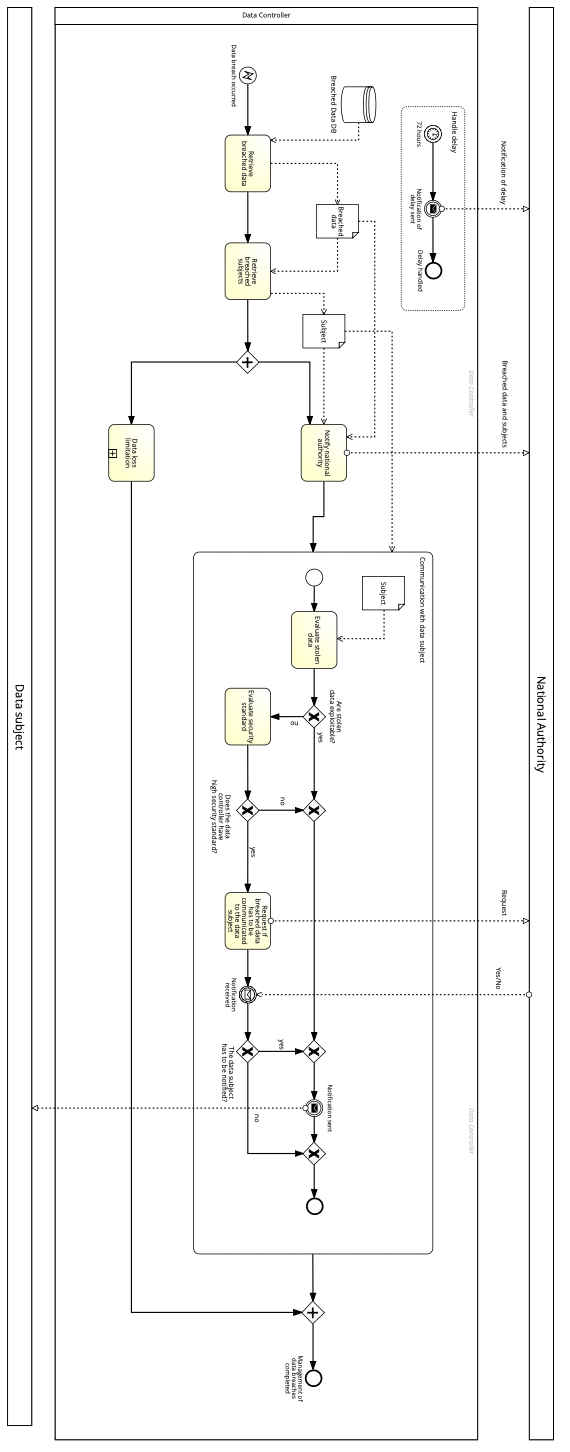 National Authority
Notification of delay
Breached data and subjects
Request
Yes/No
Data Controller
Data Controller
Data Controller
Handle delay
72 hours
Notification of
delay sent
Delay handled
Breached Data DB
Data breach occurred
Retrieve
breached data
Breached
data
Retrieve
breached
subjects
Subject
Notify national
authority
Data loss
limitation
Communication with data subject
Subject
Evaluate stolen
data
Are stolen
data exploitable?
yes
no
Evaluate security
standard
Does the data
controller have
high security standard?
no
yes
Request if
breached data
has to be
communicated
to the data
subject
Notification
received
The data subject
has to be notified?
yes
no
Notification sent
Management of
data breaches
completed
Data subject